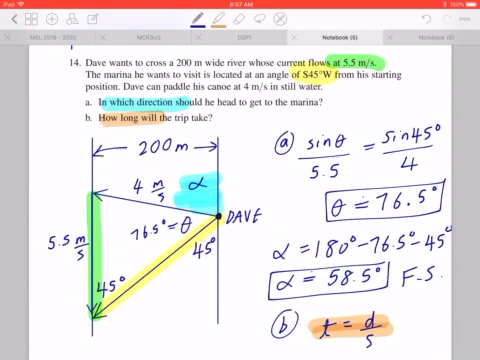 8:57 AM
100%
MEL 2019 – 2020
MCR3U3
D2P1
Notebook (5)
Notebook (6)
14. Dave wants to cross a 200 m wide river whose current flows at 5.5 m/s.
The marina he wants to visit is located at an angle of S45°W from his starting
position. Dave can paddle his canoe at 4 m/s in still water.
a. In which direction should he head to get to the marina?
b. How long will the trip take?
200m
4 m/s
α
DAVE
76.5° = θ
45°
5.5 m/s
45°
(a) sinθ/5.5 = sin45°/4
θ = 76.5°
α = 180° - 76.5 - 45°
α = 58.5° F.S.
(b) t = d/s